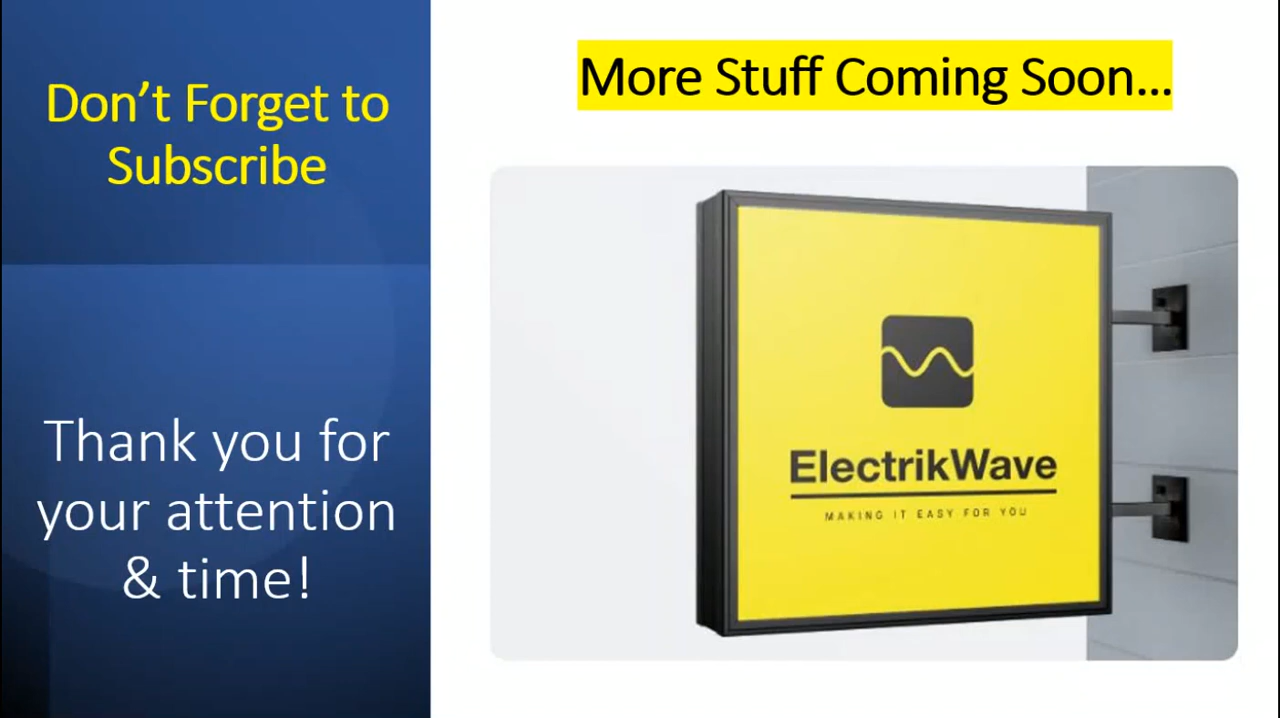 Don’t Forget to
Subscribe
Thank you for
your attention
& time!
More Stuff Coming Soon...
ElectrikWave
MAKING IT EASY FOR YOU